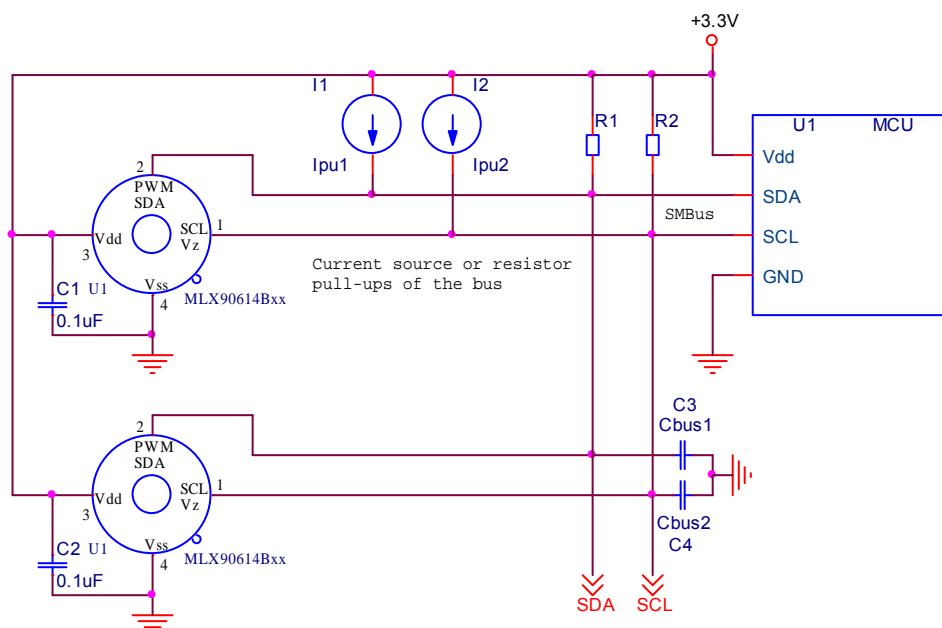 +3.3V
I1
I2
R1
R2
U1
MCU
Ipu1
Ipu2
Vdd
SDA
SCL
GND
SMBus
2
PWM
SDA
SCL
Vz
1
Vdd
3
Vss
4
MLX90614Bxx
C1
U1
0.1uF
Current source or resistor
pull-ups of the bus
2
PWM
SDA
SCL
Vz
1
Vdd
3
Vss
4
MLX90614Bxx
C2
U1
0.1uF
C3
Cbus1
Cbus2
C4
SDA
SCL